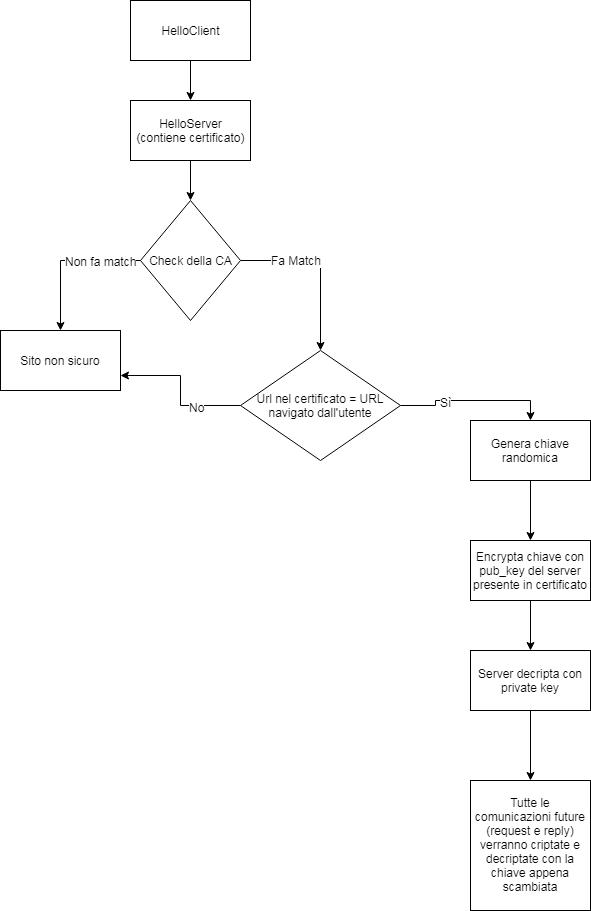 HelloClient
HelloServer
(contiene certificato)
Check della CA
Non fa match
Fa Match
Sito non sicuro
Url nel certificato = URL
navigato dall'utente
No
Sì
Genera chiave
randomica
Encrypta chiave con
pub_key del server
presente in certificato
Server decripta con
private key
Tutte le
comunicazioni future
(request e reply)
verranno criptate e
decriptate con la
chiave appena
scambiata